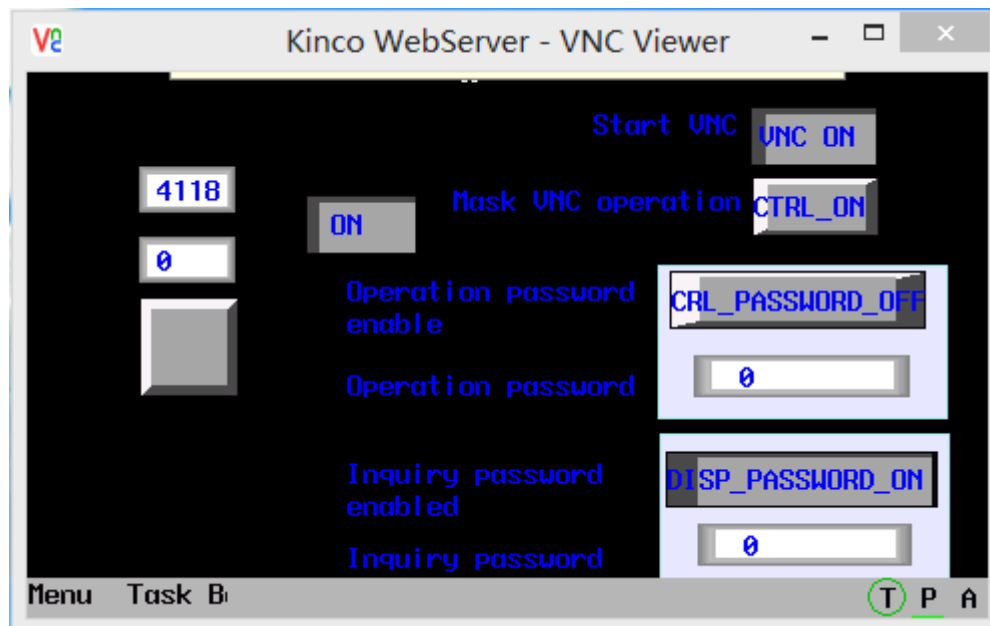 Kinco WebServer - VNC Viewer
Start VNC
VNC ON
4118
Mask VNC operation
CTRL_ON
ON
0
Operation password
enable
CRL_PASSWORD_OFF
Operation password
0
Inquiry password
enabled
DISP_PASSWORD_ON
Inquiry password
0
Menu Task B
T P A